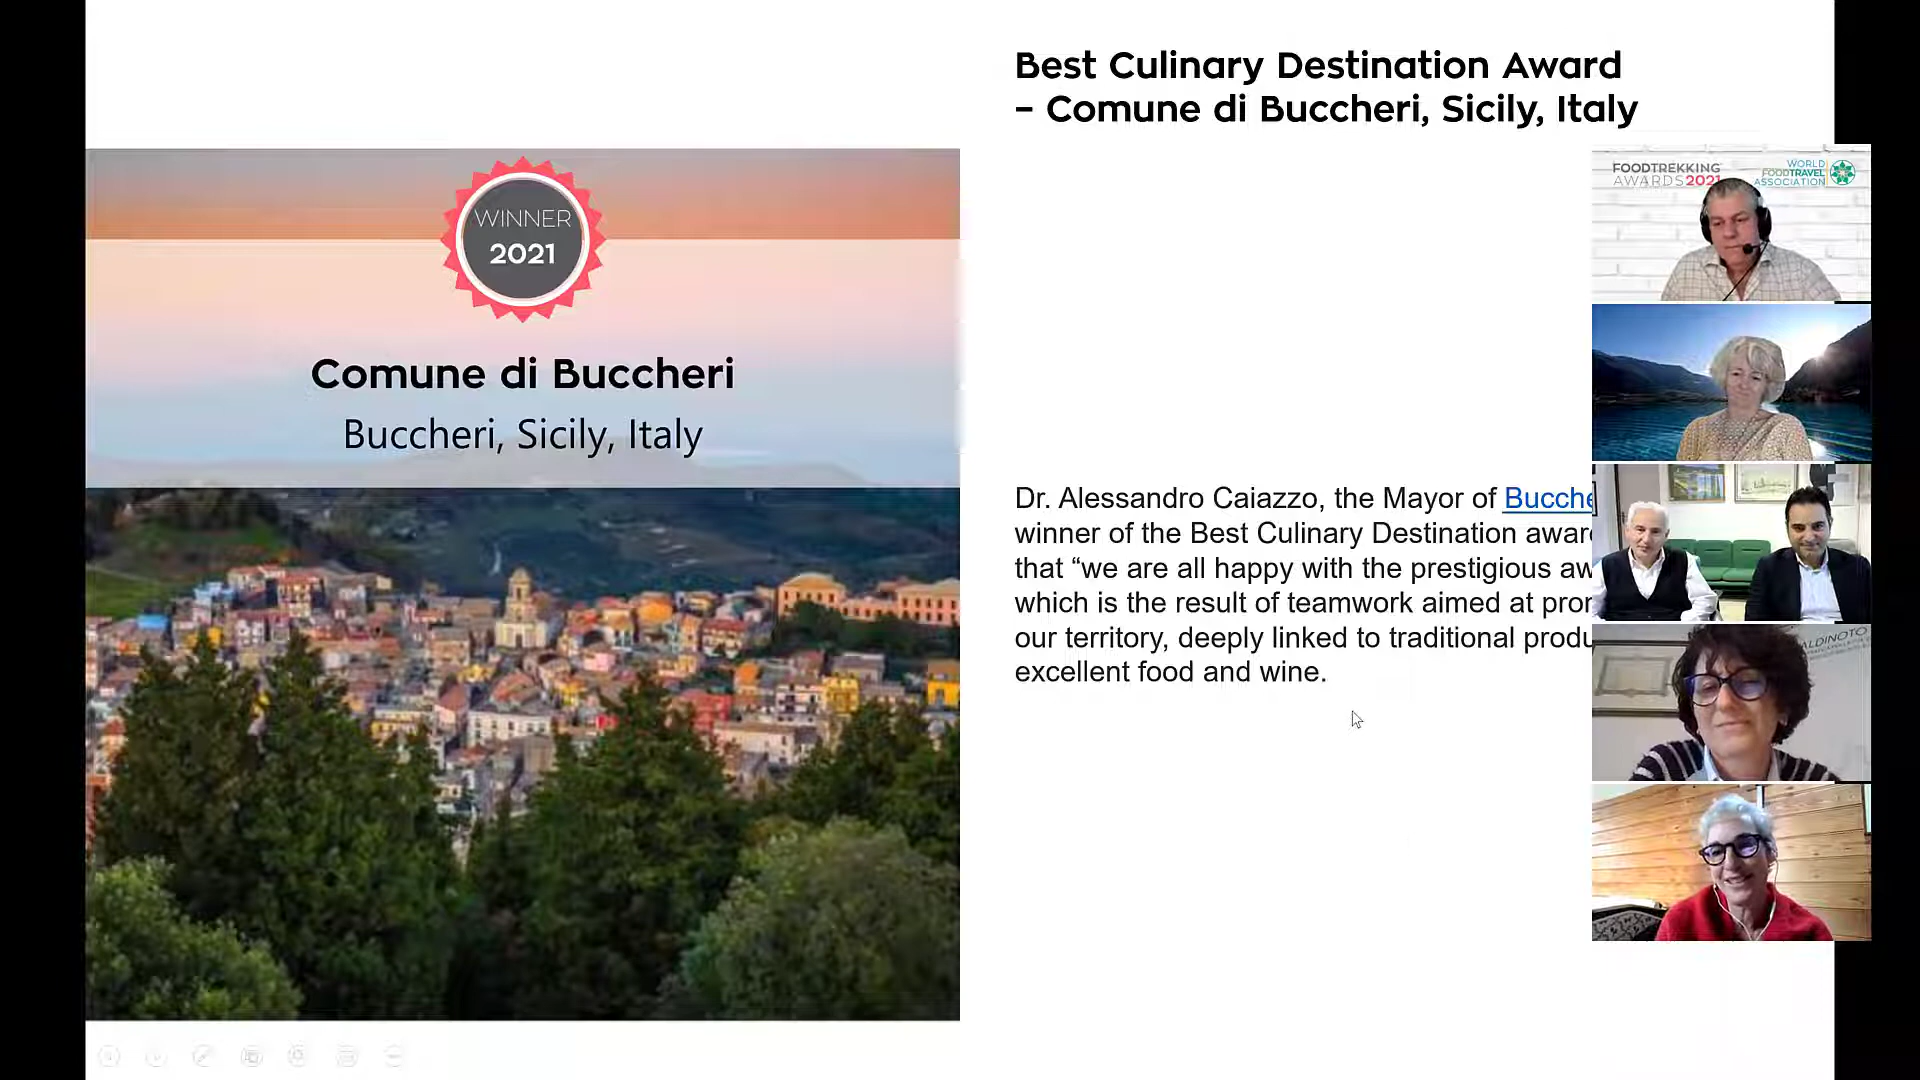 Best Culinary Destination Award
– Comune di Buccheri, Sicily, Italy
WINNER
2021
Comune di Buccheri
Buccheri, Sicily, Italy
Dr. Alessandro Caiazzo, the Mayor of Bucche
winner of the Best Culinary Destination awar
that “we are all happy with the prestigious aw
which is the result of teamwork aimed at pror
our territory, deeply linked to traditional produ
excellent food and wine.
FOODTREKKING
AWARDS2021
WORLD
FOODTRAVEL
ASSOCIATION
ALDINOTO